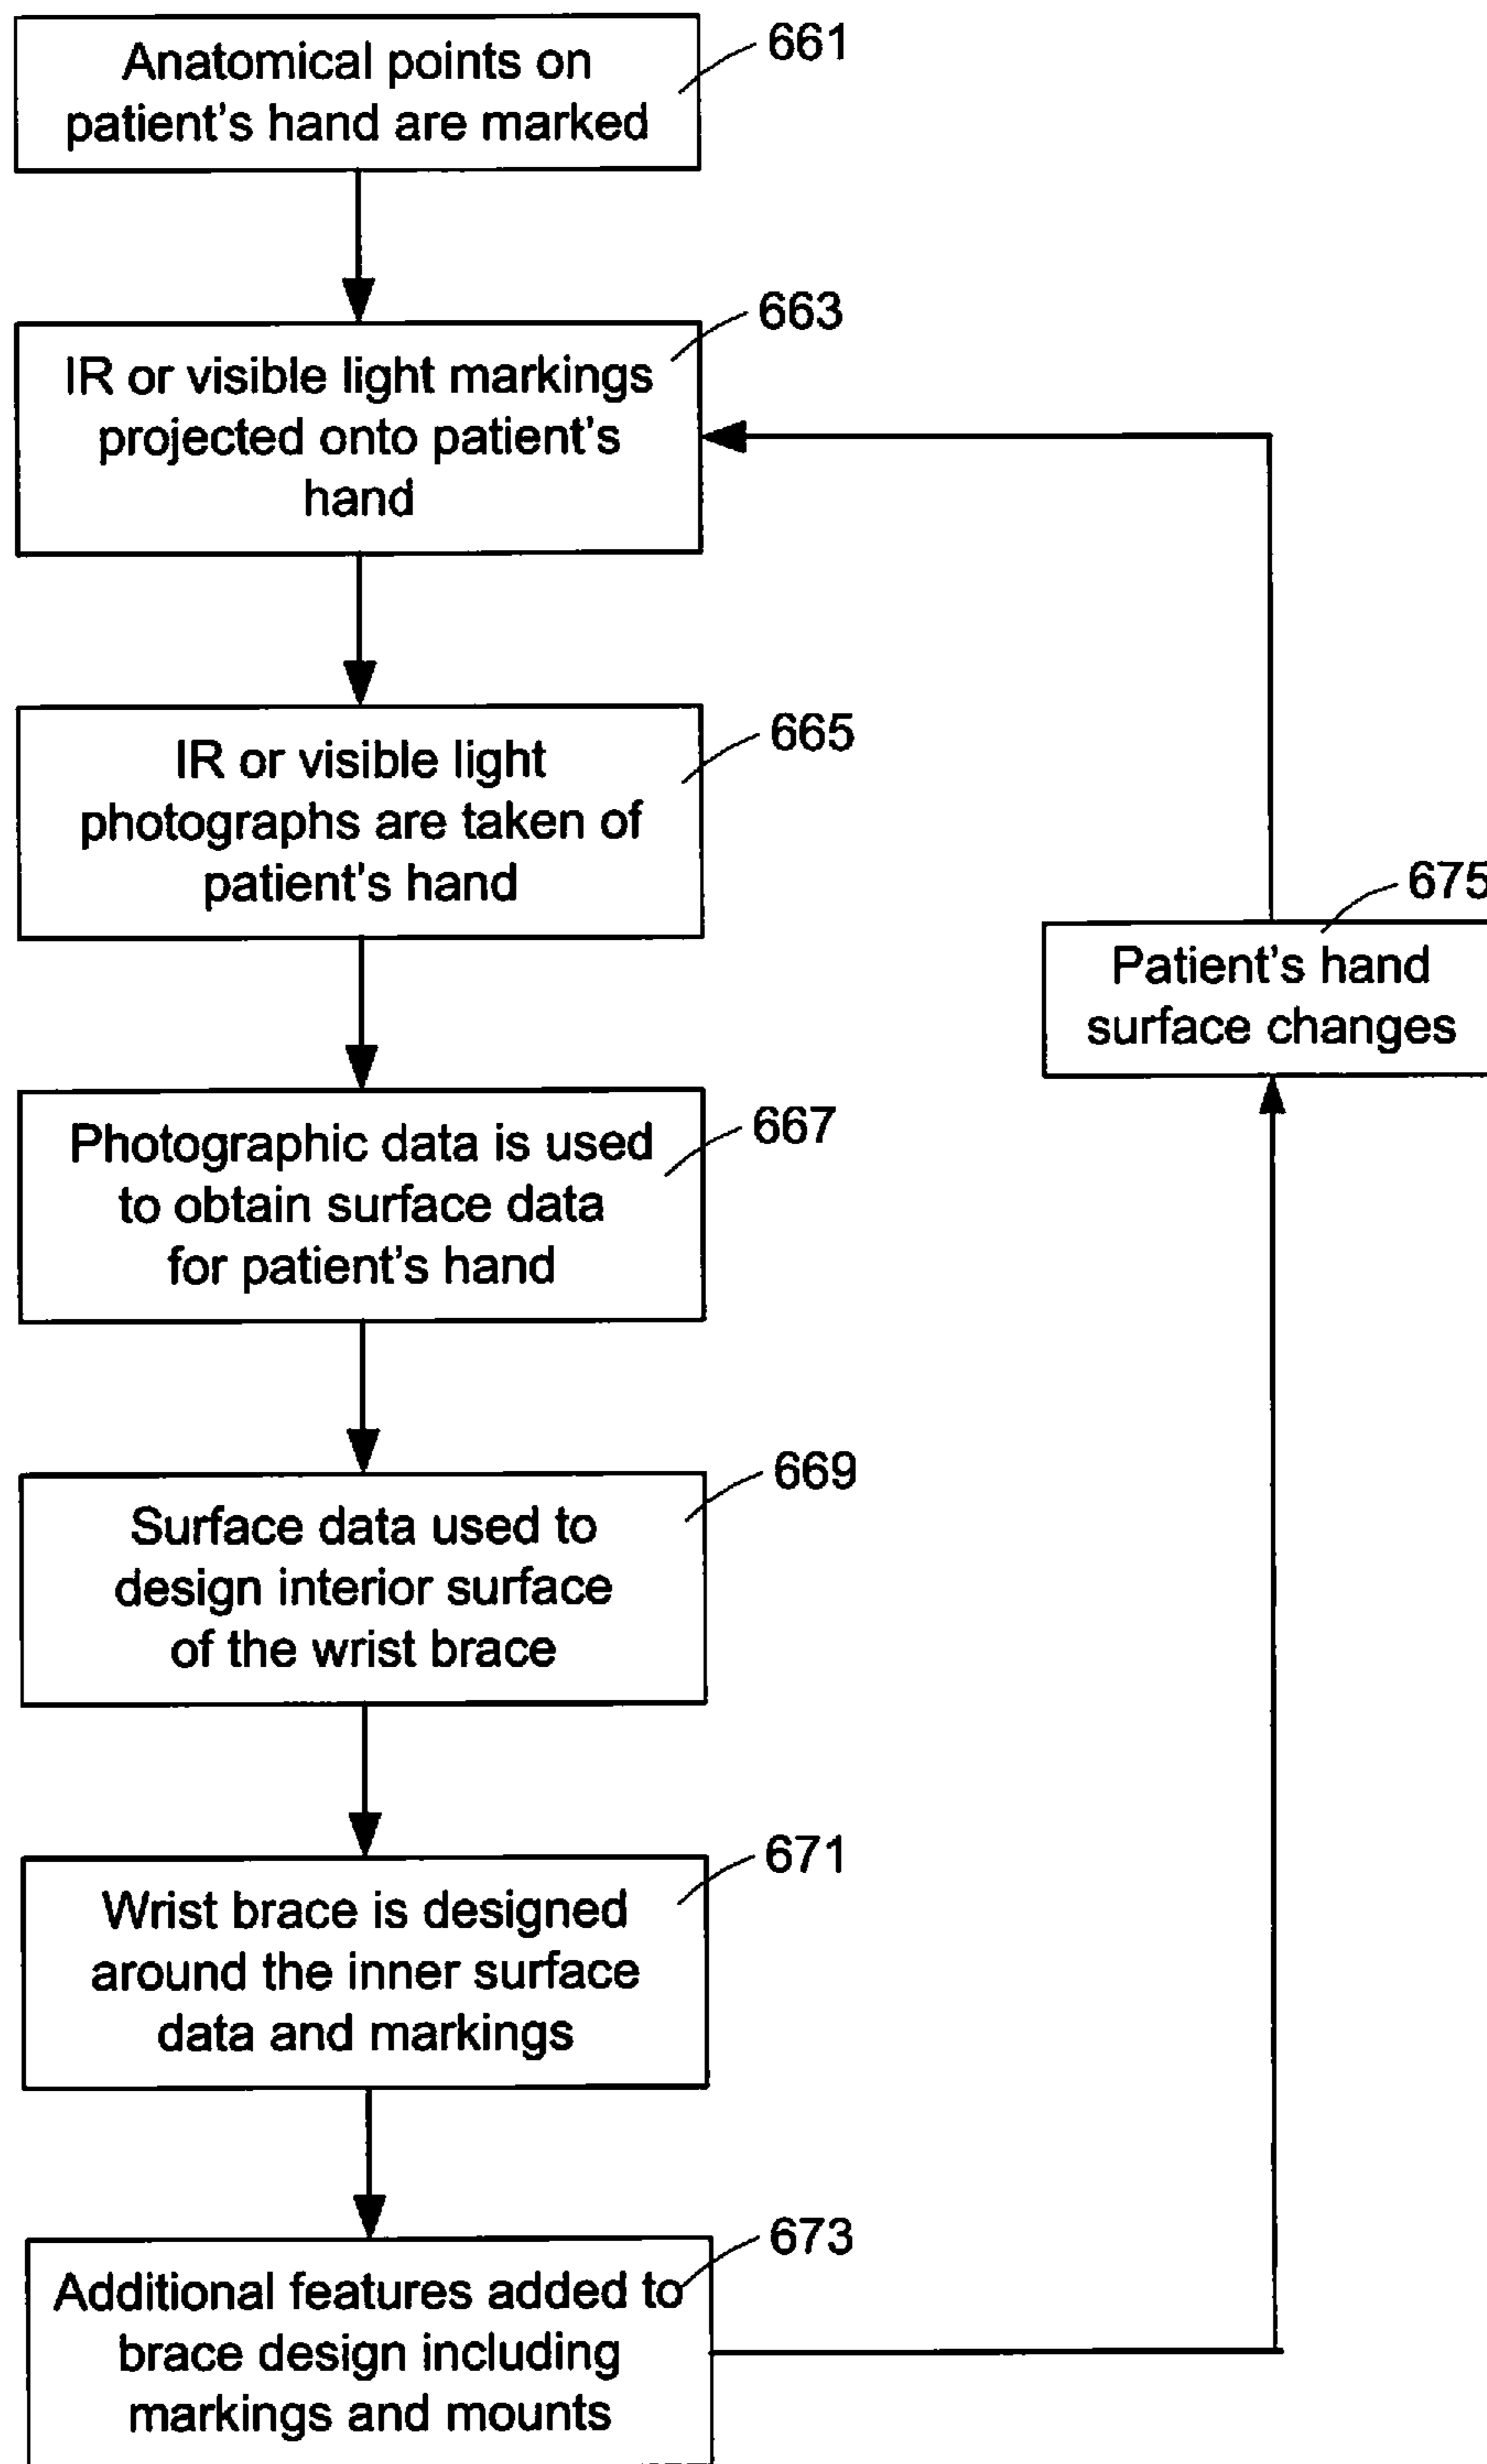 Anatomical points on
patient's hand are marked
661
IR or visible light markings
projected onto patient's
hand
663
IR or visible light
photographs are taken of
patient's hand
665
Photographic data is used
to obtain surface data
for patient's hand
667
Surface data used to
design interior surface
of the wrist brace
669
Wrist brace is designed
around the inner surface
data and markings
671
Additional features added to
brace design including
markings and mounts
673
Patient's hand
surface changes
675